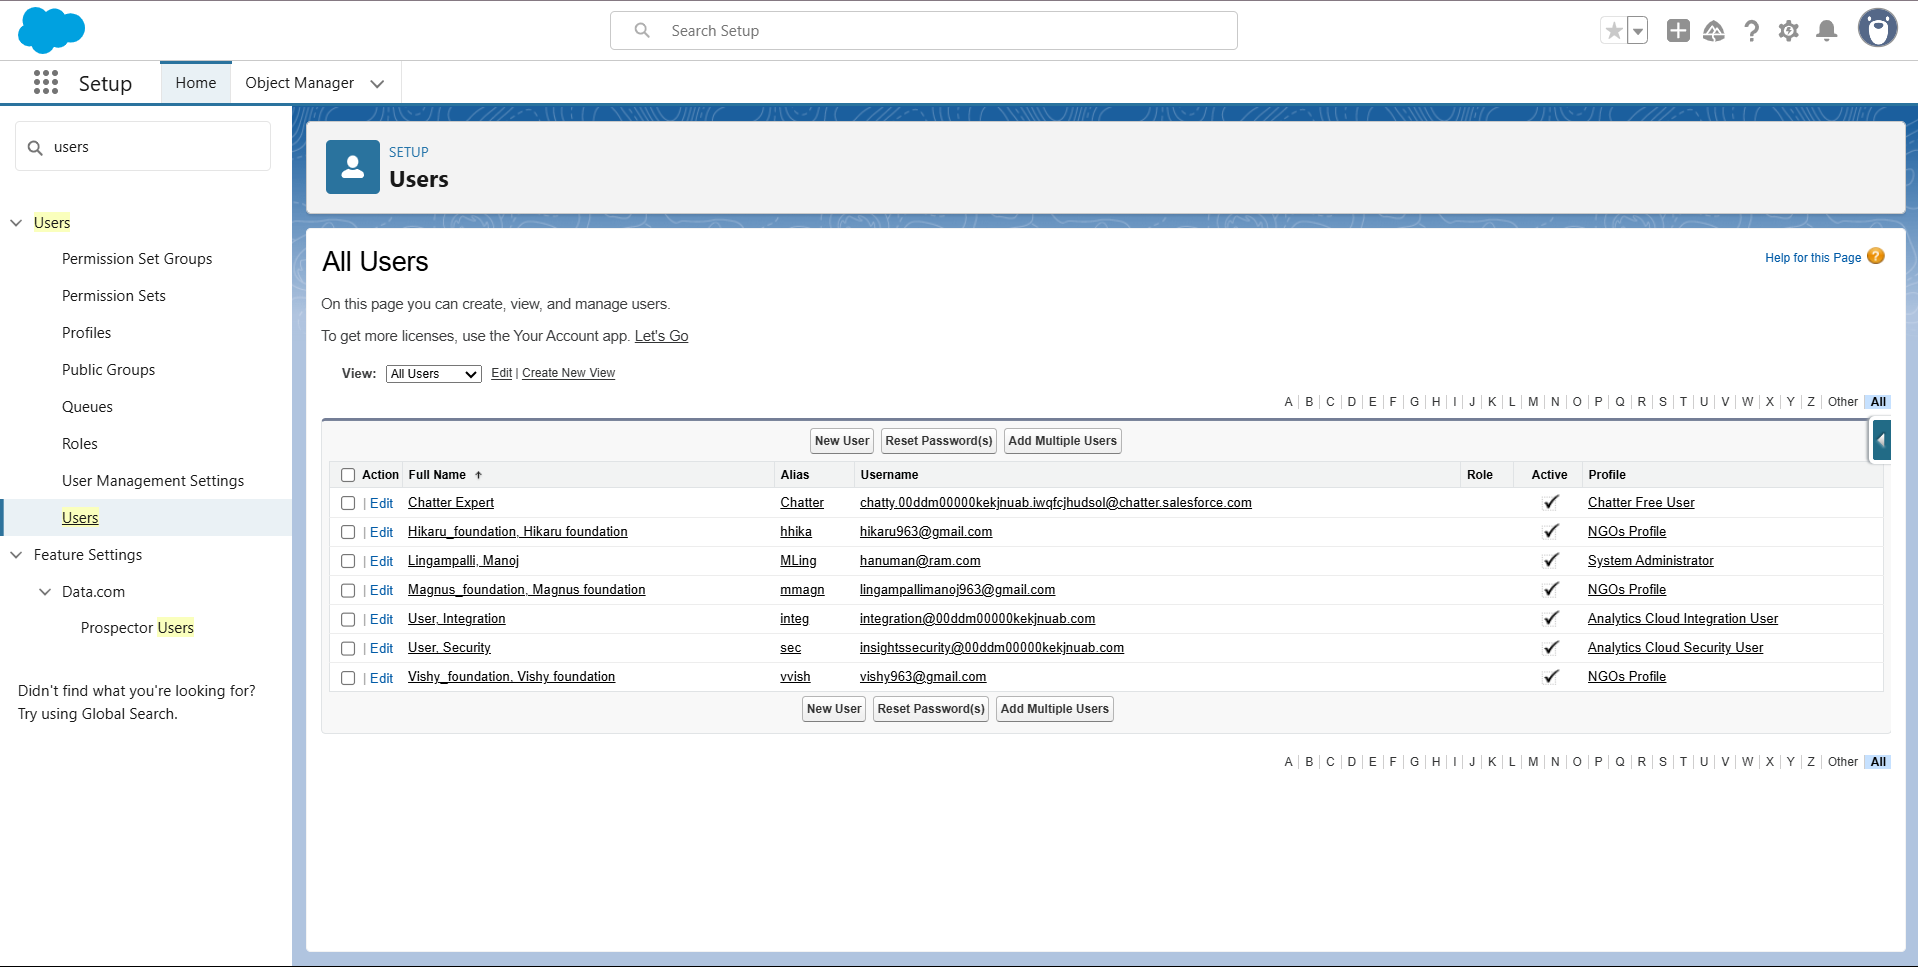 Search Setup
Setup
Home
Object Manager
users
Users
Permission Set Groups
Permission Sets
Profiles
Public Groups
Queues
Roles
User Management Settings
Users
Feature Settings
Data.com
Prospector Users
Didn't find what you're looking for?
Try using Global Search.
SETUP
Users
All Users
Help for this Page ?
On this page you can create, view, and manage users.
To get more licenses, use the Your Account app. Let's Go
View: All Users Edit | Create New View
A | B | C | D | E | F | G | H | I | J | K | L | M | N | O | P | Q | R | S | T | U | V | W | X | Y | Z | Other | All
New User Reset Password(s) Add Multiple Users
Action Full Name Alias Username Role Active Profile
| Edit Chatter Expert Chatter chatty.00ddm00000kekjnuab.iwqfcjhudsol@chatter.salesforce.com Chatter Free User
| Edit Hikaru_foundation, Hikaru foundation hhika hikaru963@gmail.com NGOs Profile
| Edit Lingampalli, Manoj MLing hanuman@ram.com System Administrator
| Edit Magnus_foundation, Magnus foundation mmagn lingampallimanoj963@gmail.com NGOs Profile
| Edit User, Integration integ integration@00ddm00000kekjnuab.com Analytics Cloud Integration User
| Edit User, Security sec insightssecurity@00ddm00000kekjnuab.com Analytics Cloud Security User
| Edit Vishy_foundation, Vishy foundation vvish vishy963@gmail.com NGOs Profile
New User Reset Password(s) Add Multiple Users
A | B | C | D | E | F | G | H | I | J | K | L | M | N | O | P | Q | R | S | T | U | V | W | X | Y | Z | Other | All